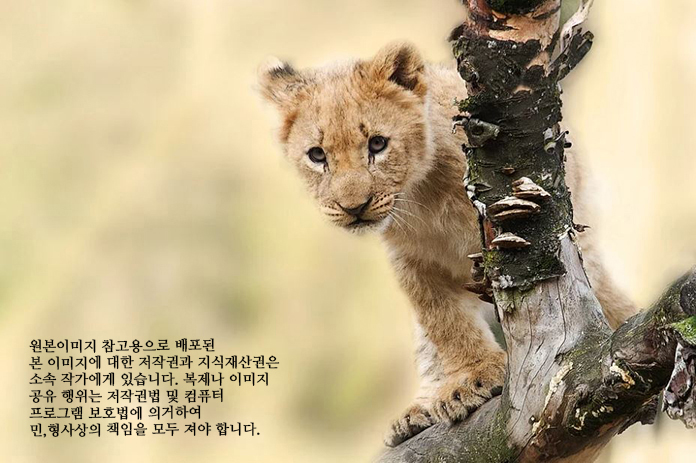 원본이미지 참고용으로 배포된
본 이미지에 대한 저작권과 지식재산권은
소속 작가에게 있습니다. 복제나 이미지
공유 행위는 저작권법 및 컴퓨터
프로그램 보호법에 의거하여
민,형사상의 책임을 모두 져야 합니다.